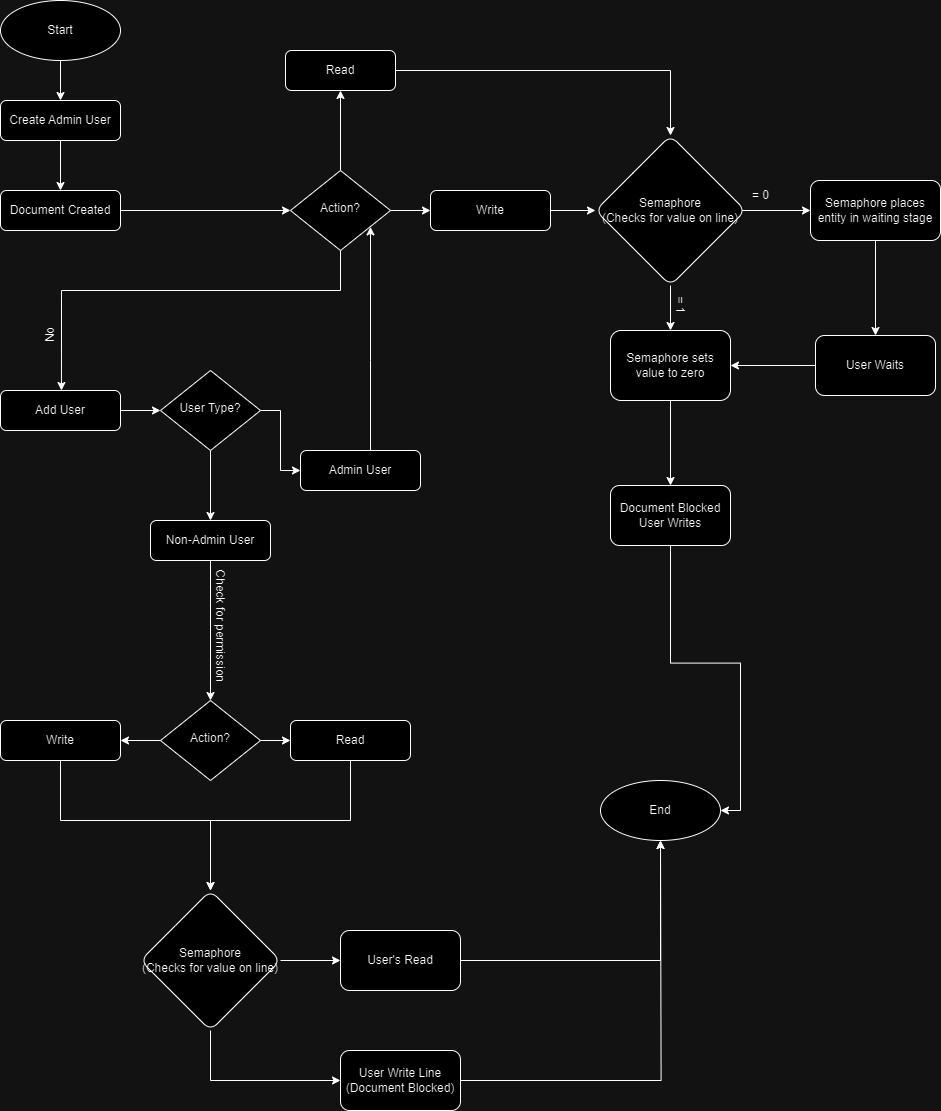 Start
Read
Create Admin User
Document Created
Action?
Write
Semaphore
(Checks for value on line)
= 0
Semaphore places
entity in waiting stage
= 1
No
Semaphore sets
value to zero
User Waits
Add User
User Type?
Admin User
Document Blocked
User Writes
Non-Admin User
Check for permission
Write
Action?
Read
End
Semaphore
(Checks for value on line)
User's Read
User Write Line
(Document Blocked)